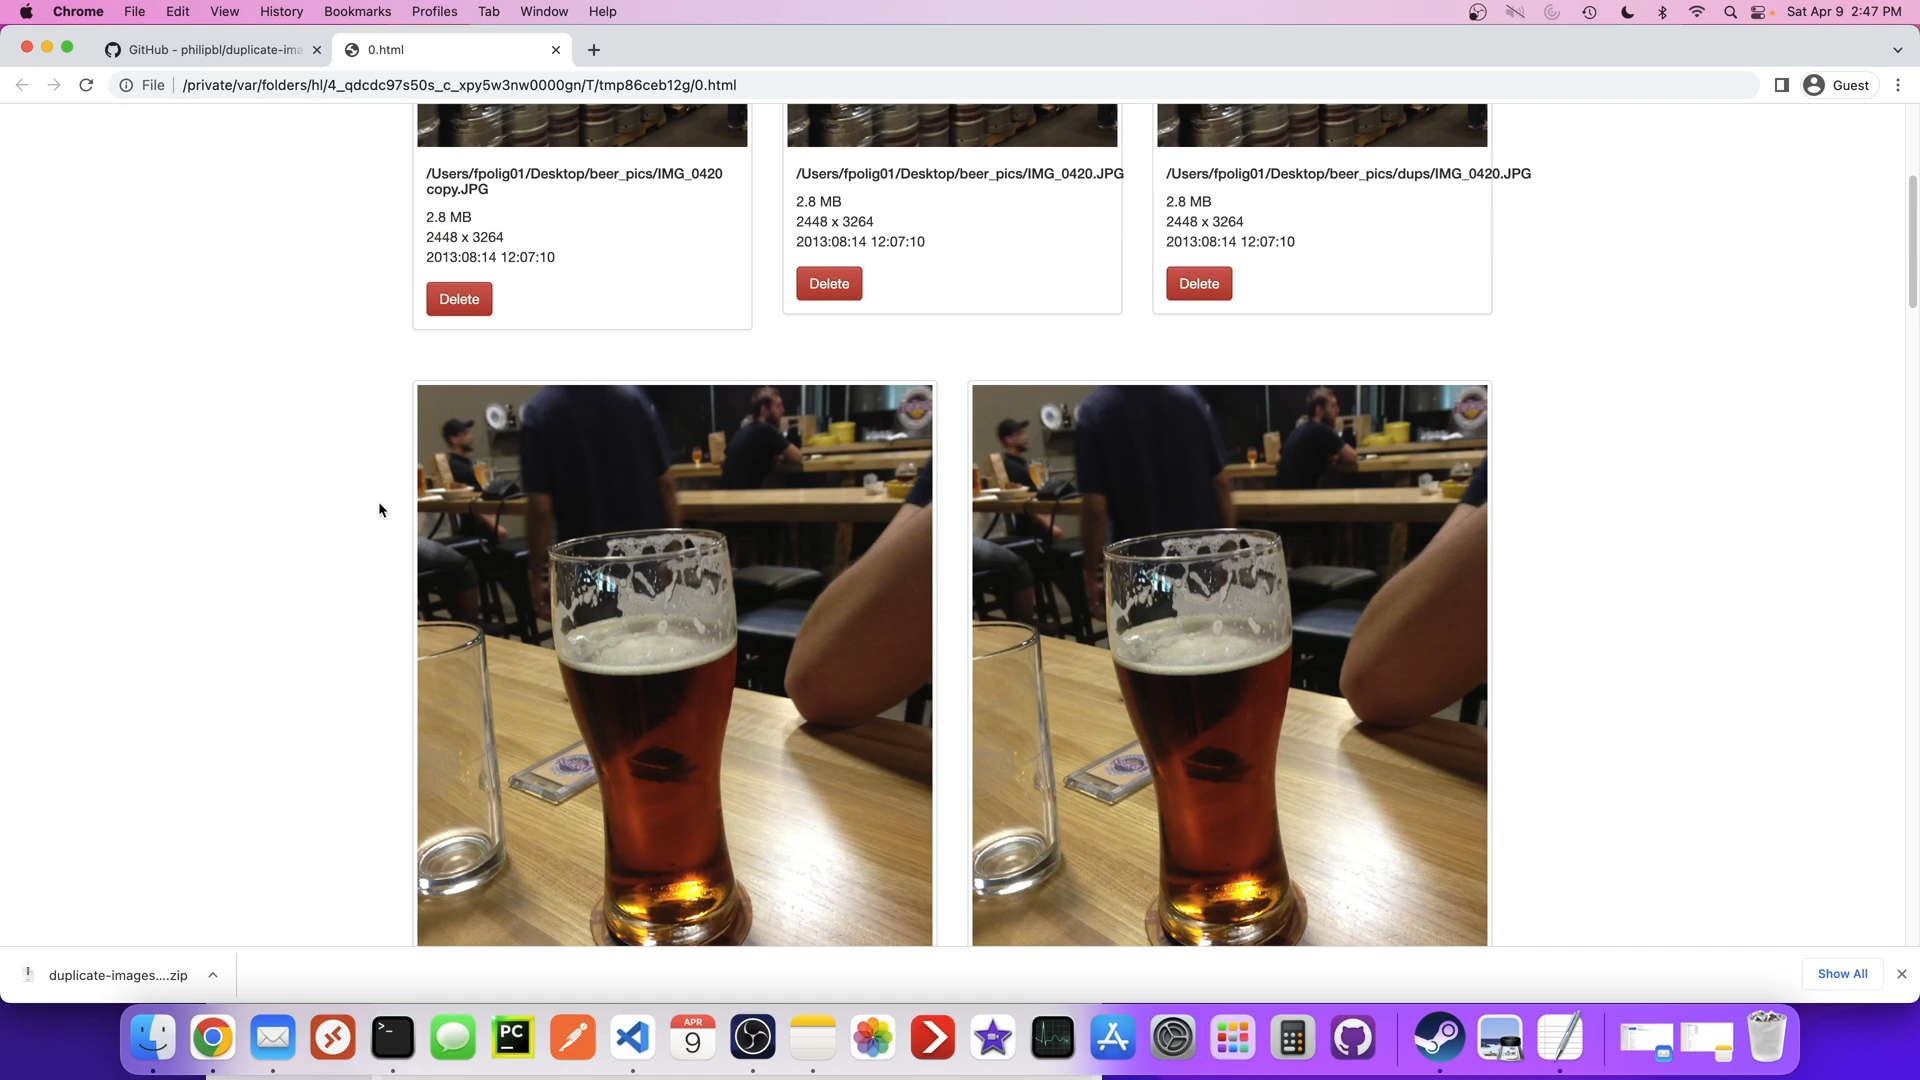 Chrome File Edit View History Bookmarks Profiles Tab Window Help Sat Apr 9 2:47 PM
GitHub - philipbl/duplicate-ima
0.html
File /private/var/folders/hl/4_qdcdc97s50s_c_xpy5w3nw0000gn/T/tmp86ceb12g/0.html Guest
/Users/fpolig01/Desktop/beer_pics/IMG_0420
copy.JPG
2.8 MB
2448 x 3264
2013:08:14 12:07:10
Delete
/Users/fpolig01/Desktop/beer_pics/IMG_0420.JPG
2.8 MB
2448 x 3264
2013:08:14 12:07:10
Delete
/Users/fpolig01/Desktop/beer_pics/dups/IMG_0420.JPG
2.8 MB
2448 x 3264
2013:08:14 12:07:10
Delete
duplicate-images....zip
Show All
PC
APR
9